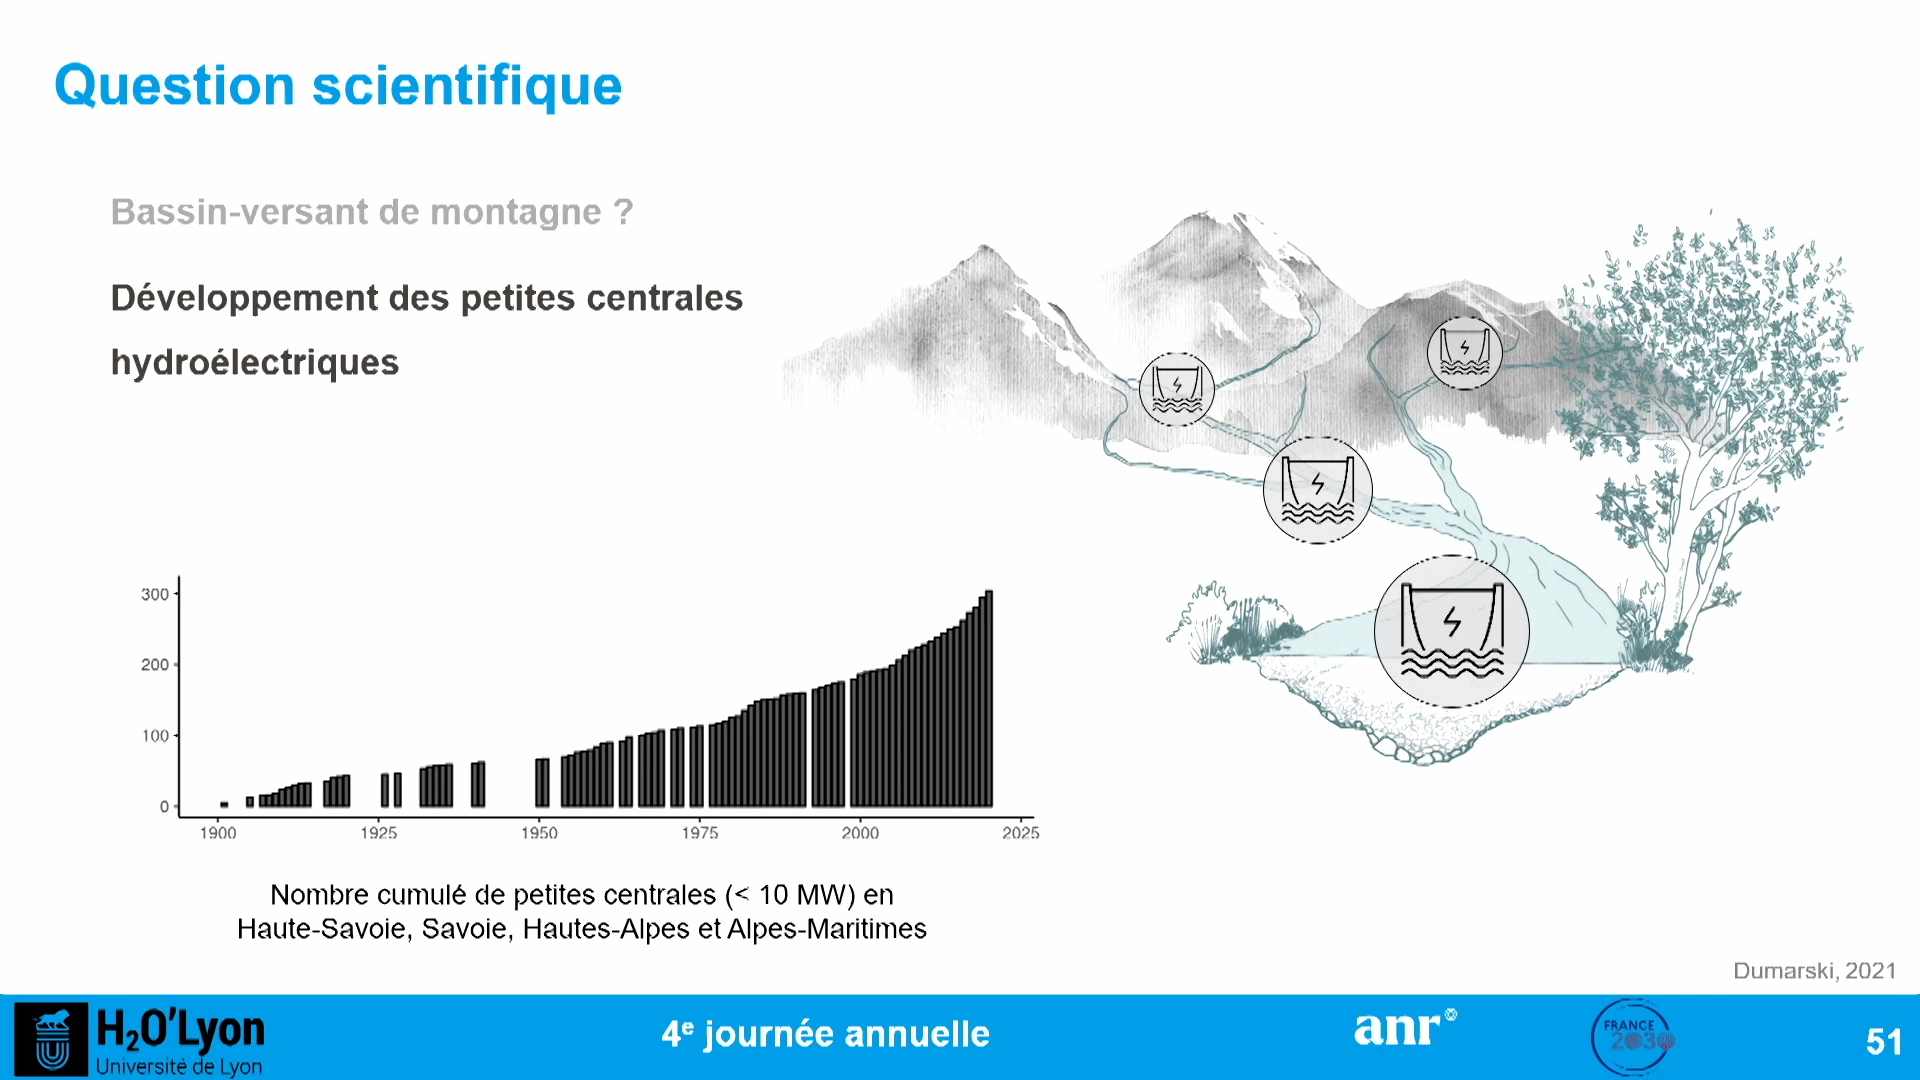 Question scientifique
Bassin-versant de montagne ?
Développement des petites centrales
hydroélectriques
300
200
100
0
1900
1925
1950
1975
2000
2025
Nombre cumulé de petites centrales (< 10 MW) en
Haute-Savoie, Savoie, Hautes-Alpes et Alpes-Maritimes
Dumarski, 2021
H2O'Lyon
Université de Lyon
4e journée annuelle
anr
FRANCE
2030
51